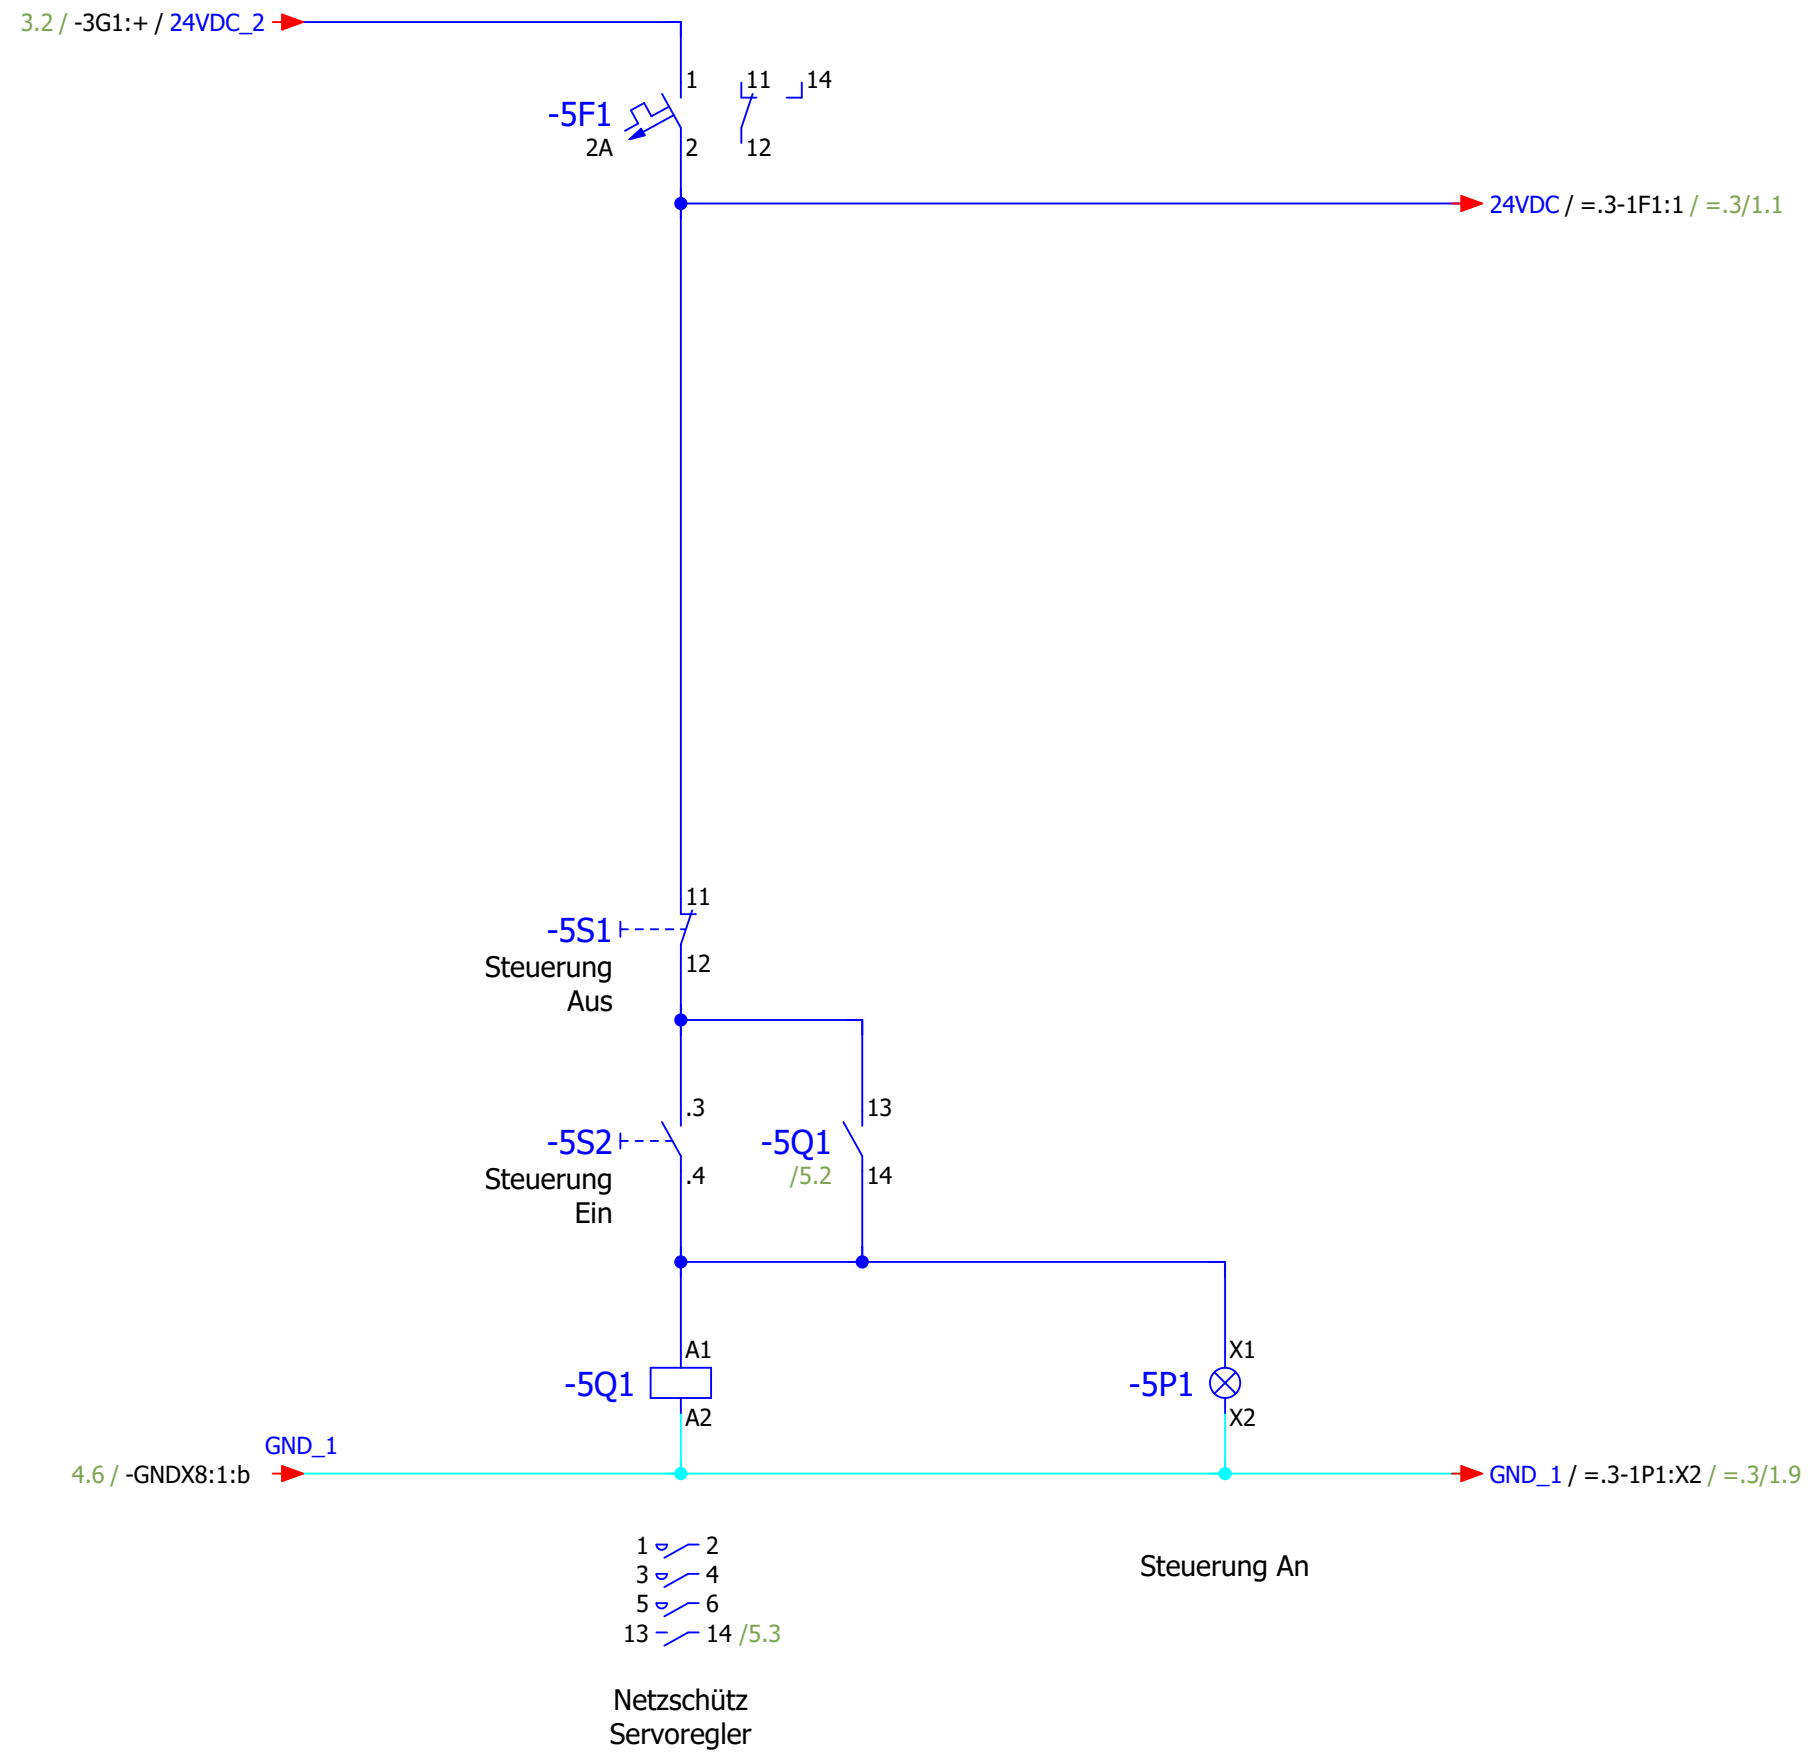 3.2 / -3G1:+ / 24VDC_2
1
11
14
-5F1
2A
2
12
24VDC / =.3-1F1:1 / =.3/1.1
11
-5S1
12
Steuerung
Aus
.3
13
-5S2
-5Q1
.4
/5.2
14
Steuerung
Ein
A1
X1
-5Q1
-5P1
A2
X2
GND_1
4.6 / -GNDX8:1:b
GND_1 / =.3-1P1:X2 / =.3/1.9
1 2
3 4
5 6
13 14 /5.3
Steuerung An
Netzschütz
Servoregler